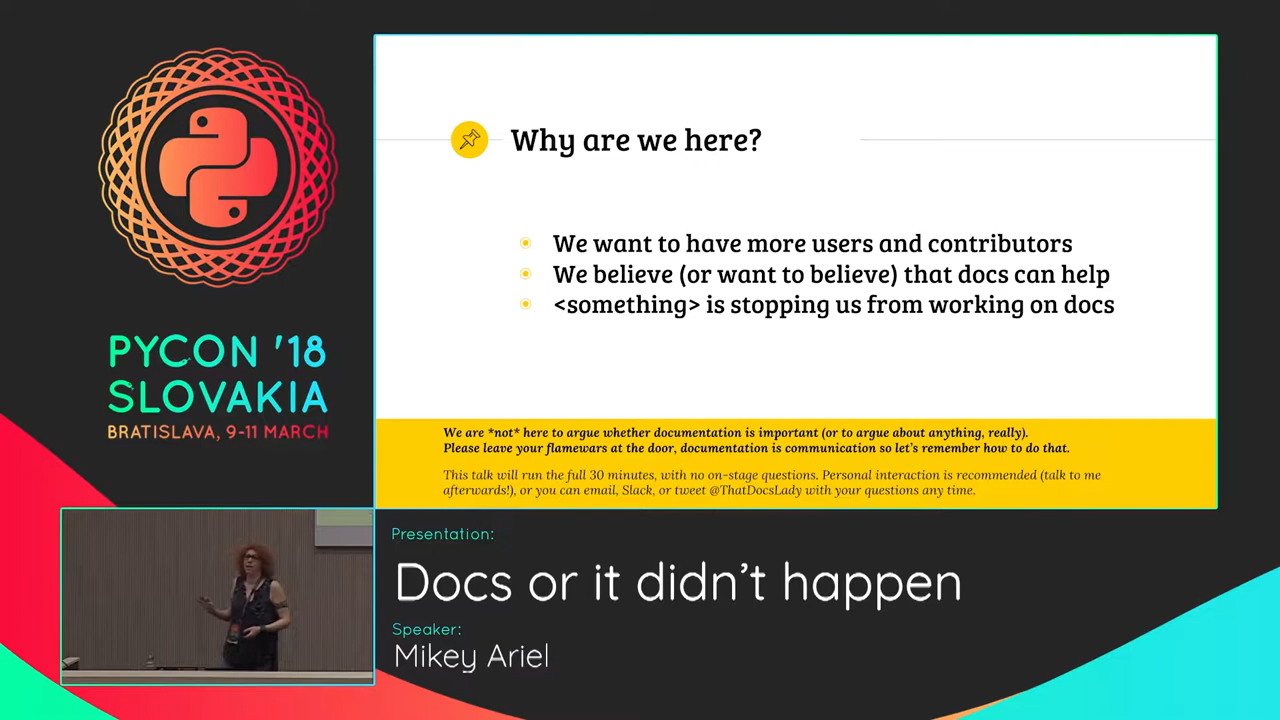 PYCON '18
SLOVAKIA
BRATISLAVA, 9-11 MARCH
Why are we here?
We want to have more users and contributors
We believe (or want to believe) that docs can help
<something> is stopping us from working on docs
We are *not* here to argue whether documentation is important (or to argue about anything, really).
Please leave your flamewars at the door, documentation is communication so let's remember how to do that.
This talk will run the full 30 minutes, with no on-stage questions. Personal interaction is recommended (talk to me
afterwards!), or you can email, Slack, or tweet @ThatDocsLady with your questions any time.
Presentation:
Docs or it didn't happen
Speaker:
Mikey Ariel